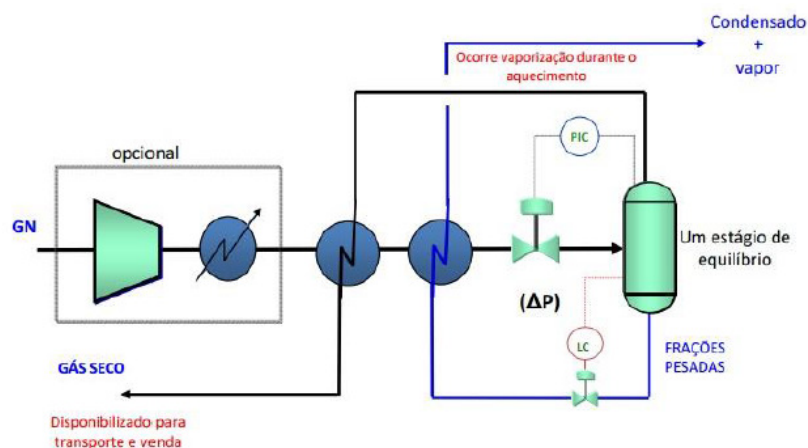 Condensado
+
vapor
Ocorre vaporização durante o
aquecimento
opcional
PIC
GN
Um estágio de
equilíbrio
(ΔP)
LC
FRAÇÕES
PESADAS
GÁS SECO
Disponibilizado para
transporte e venda